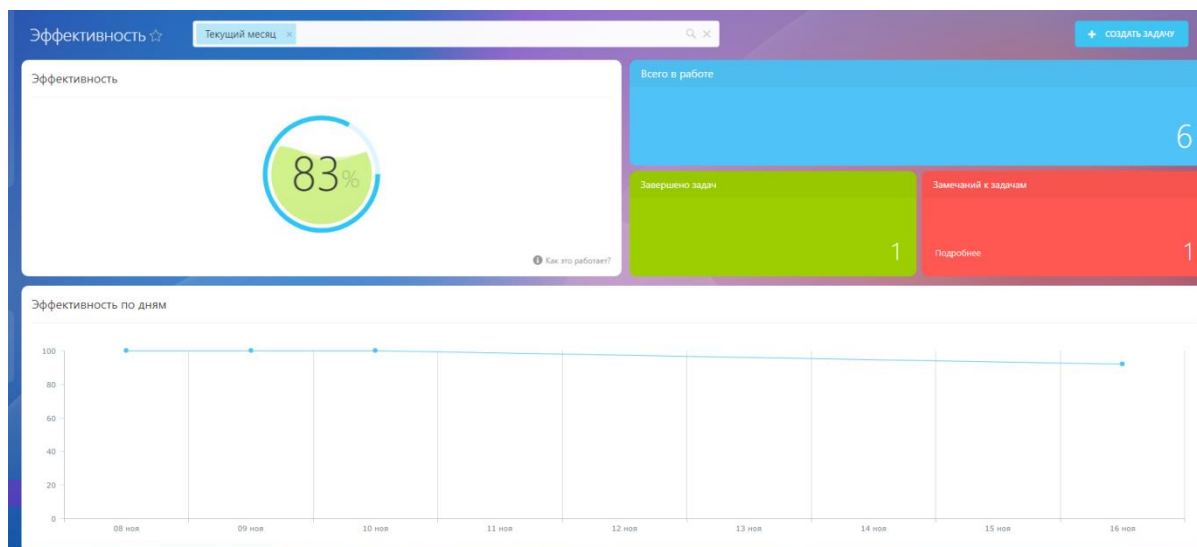 Эффективность
Текущий месяц ×
+ СОЗДАТЬ ЗАДАЧУ
Эффективность
83%
Как это работает?
Всего в работе
6
Завершено задач
1
Замечаний к задачам
Подробнее
1
Эффективность по дням
100
80
60
40
20
0
08 ноя 09 ноя 10 ноя 11 ноя 12 ноя 13 ноя 14 ноя 15 ноя 16 ноя